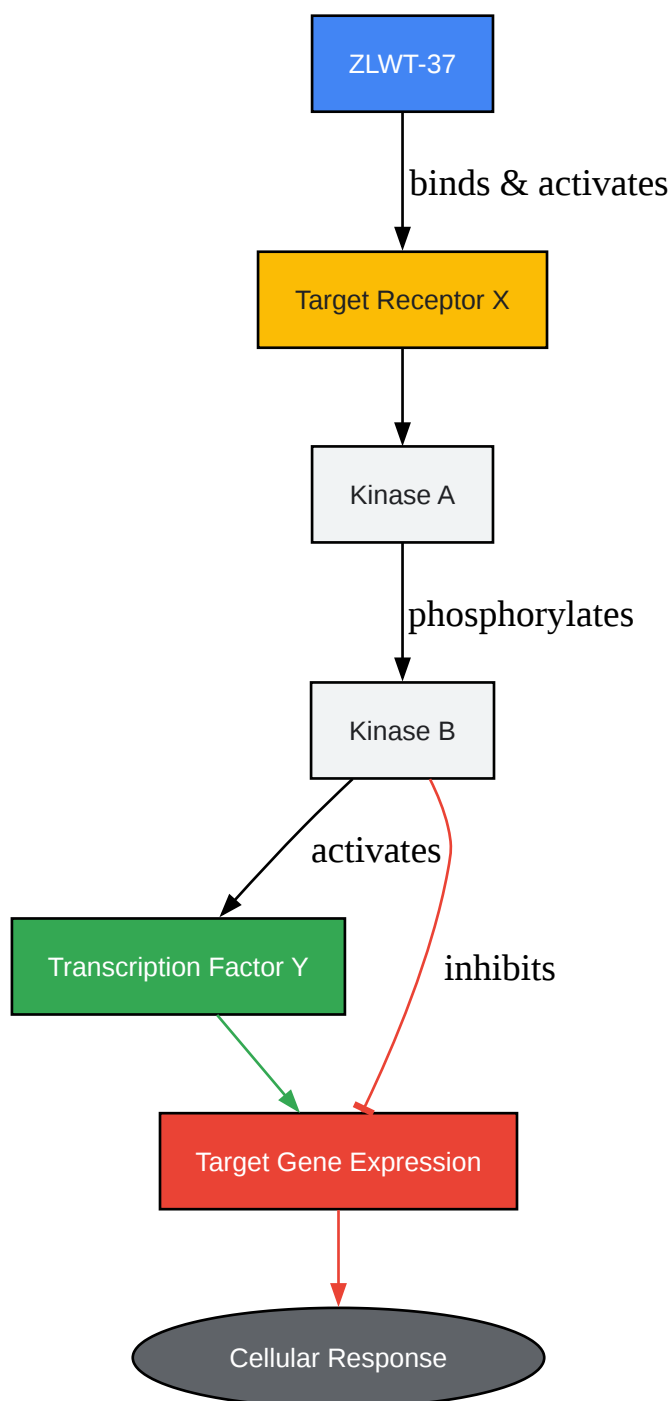 ZLWT-37
binds & activates
Target Receptor X
Kinase A
phosphorylates
Kinase B
activates
Transcription Factor Y
inhibits
Target Gene Expression
Cellular Response